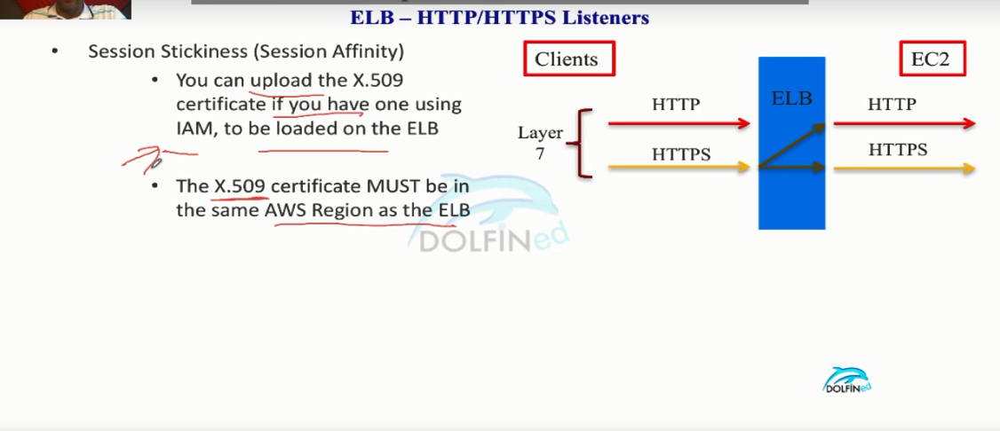 ELB – HTTP/HTTPS Listeners
• Session Stickiness (Session Affinity)
• You can upload the X.509
certificate if you have one using
IAM, to be loaded on the ELB
• The X.509 certificate MUST be in
the same AWS Region as the ELB
Clients
EC2
Layer
7
HTTP
HTTPS
ELB
HTTP
HTTPS
DOLFINed
DOLFINed